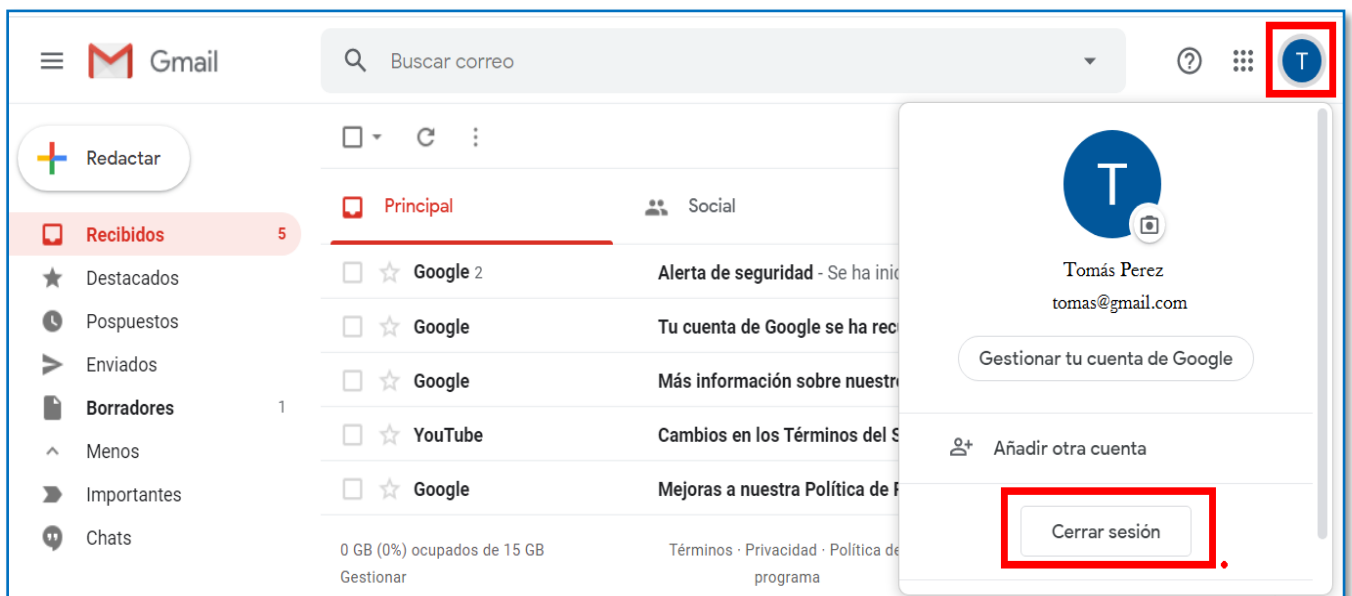 Gmail
Buscar correo
T
Redactar
Recibidos 5
Destacados
Pospuestos
Enviados
Borradores 1
Menos
Importantes
Chats
Principal
Social
Google 2 Alerta de seguridad - Se ha inic
Google Tu cuenta de Google se ha rec
Google Más información sobre nuestr
YouTube Cambios en los Términos del S
Google Mejoras a nuestra Política de
0 GB (0%) ocupados de 15 GB
Gestionar
Términos · Privacidad · Política de
programa
T
Tomás Perez
tomas@gmail.com
Gestionar tu cuenta de Google
Añadir otra cuenta
Cerrar sesión